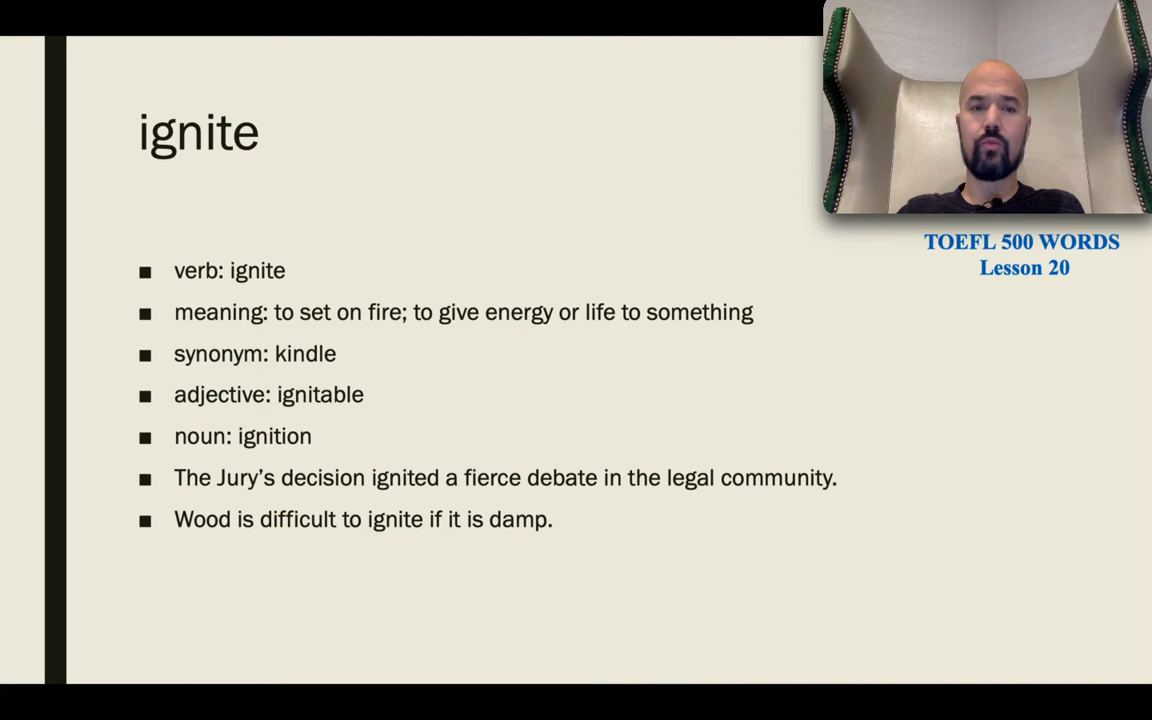 ignite
TOEFL 500 WORDS
Lesson 20
verb: ignite
meaning: to set on fire; to give energy or life to something
synonym: kindle
adjective: ignitable
noun: ignition
The Jury’s decision ignited a fierce debate in the legal community.
Wood is difficult to ignite if it is damp.